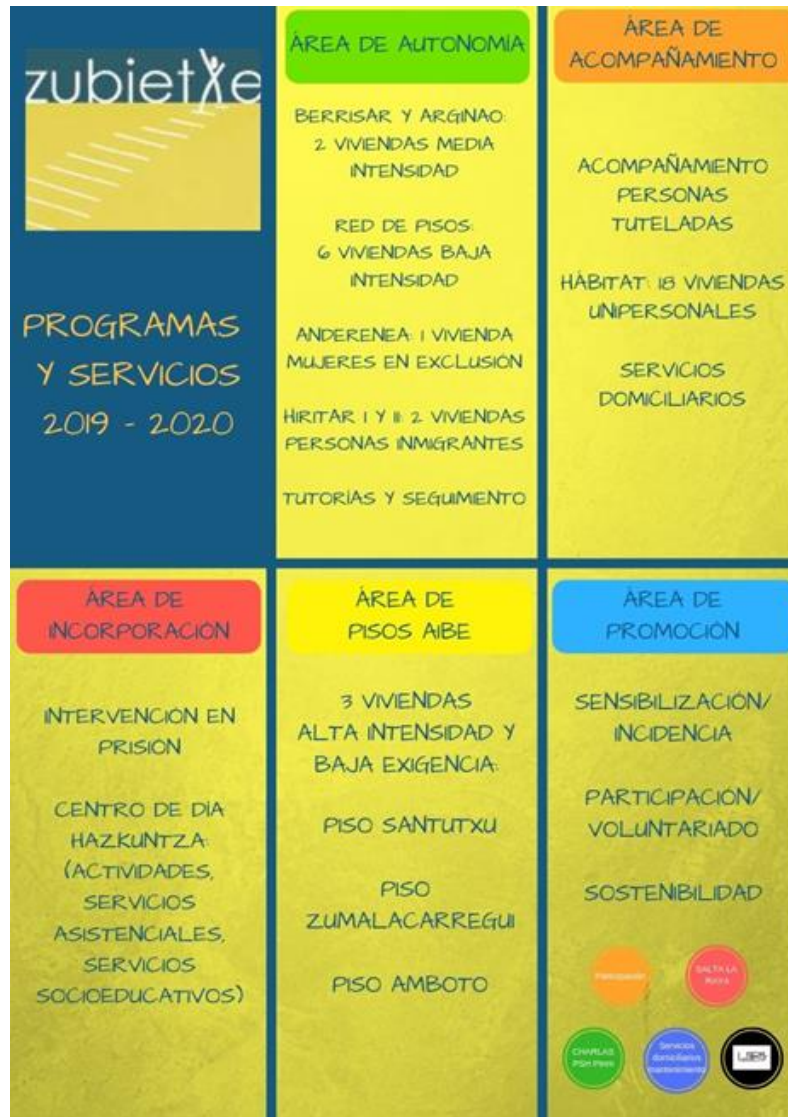 zubietxe
PROGRAMAS
Y SERVICIOS
2019 - 2020
ÁREA DE AUTONOMÍA
BERRISAR Y ARGINAO:
2 VIVIENDAS MEDIA
INTENSIDAD
RED DE PISOS:
6 VIVIENDAS BAJA
INTENSIDAD
ANDERENEA: 1 VIVIENDA
MUJERES EN EXCLUSIÓN
HIRITAR I Y II: 2 VIVIENDAS
PERSONAS INMIGRANTES
TUTORÍAS Y SEGUIMIENTO
ÁREA DE
ACOMPAÑAMIENTO
ACOMPAÑAMIENTO
PERSONAS
TUTELADAS
HÁBITAT: 18 VIVIENDAS
UNIPERSONALES
SERVICIOS
DOMICILIARIOS
ÁREA DE
INCORPORACIÓN
INTERVENCIÓN EN
PRISIÓN
CENTRO DE DÍA
HAZKUNTZA:
(ACTIVIDADES,
SERVICIOS
ASISTENCIALES,
SERVICIOS
SOCIOEDUCATIVOS)
ÁREA DE
PISOS AIBE
3 VIVIENDAS
ALTA INTENSIDAD Y
BAJA EXIGENCIA:
PISO SANTUTXU
PISO
ZUMALACARREGUI
PISO AMBOTO
ÁREA DE
PROMOCIÓN
SENSIBILIZACIÓN/
INCIDENCIA
PARTICIPACIÓN/
VOLUNTARIADO
SOSTENIBILIDAD
Participación
SALTA LA
CHARLAS
Servicios
domiciliarios
mantenimiento